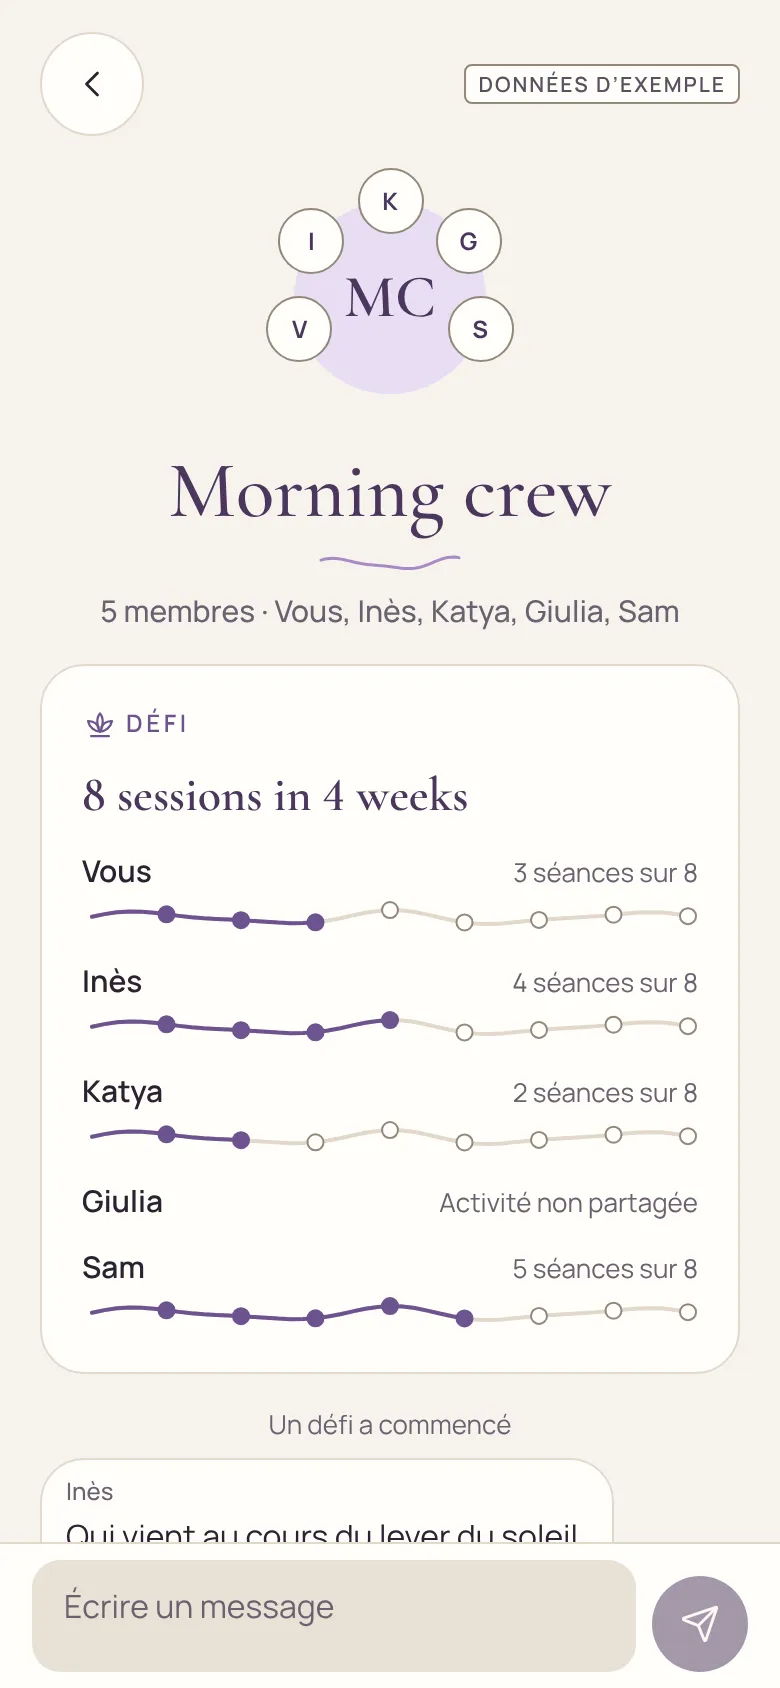 DONNÉES D’EXEMPLE
K
I
G
MC
V
S
Morning crew
5 membres · Vous, Inès, Katya, Giulia, Sam
DÉFI
8 sessions in 4 weeks
Vous
3 séances sur 8
Inès
4 séances sur 8
Katya
2 séances sur 8
Giulia
Activité non partagée
Sam
5 séances sur 8
Un défi a commencé
Inès
Qui vient au cours du lever du soleil
Écrire un message